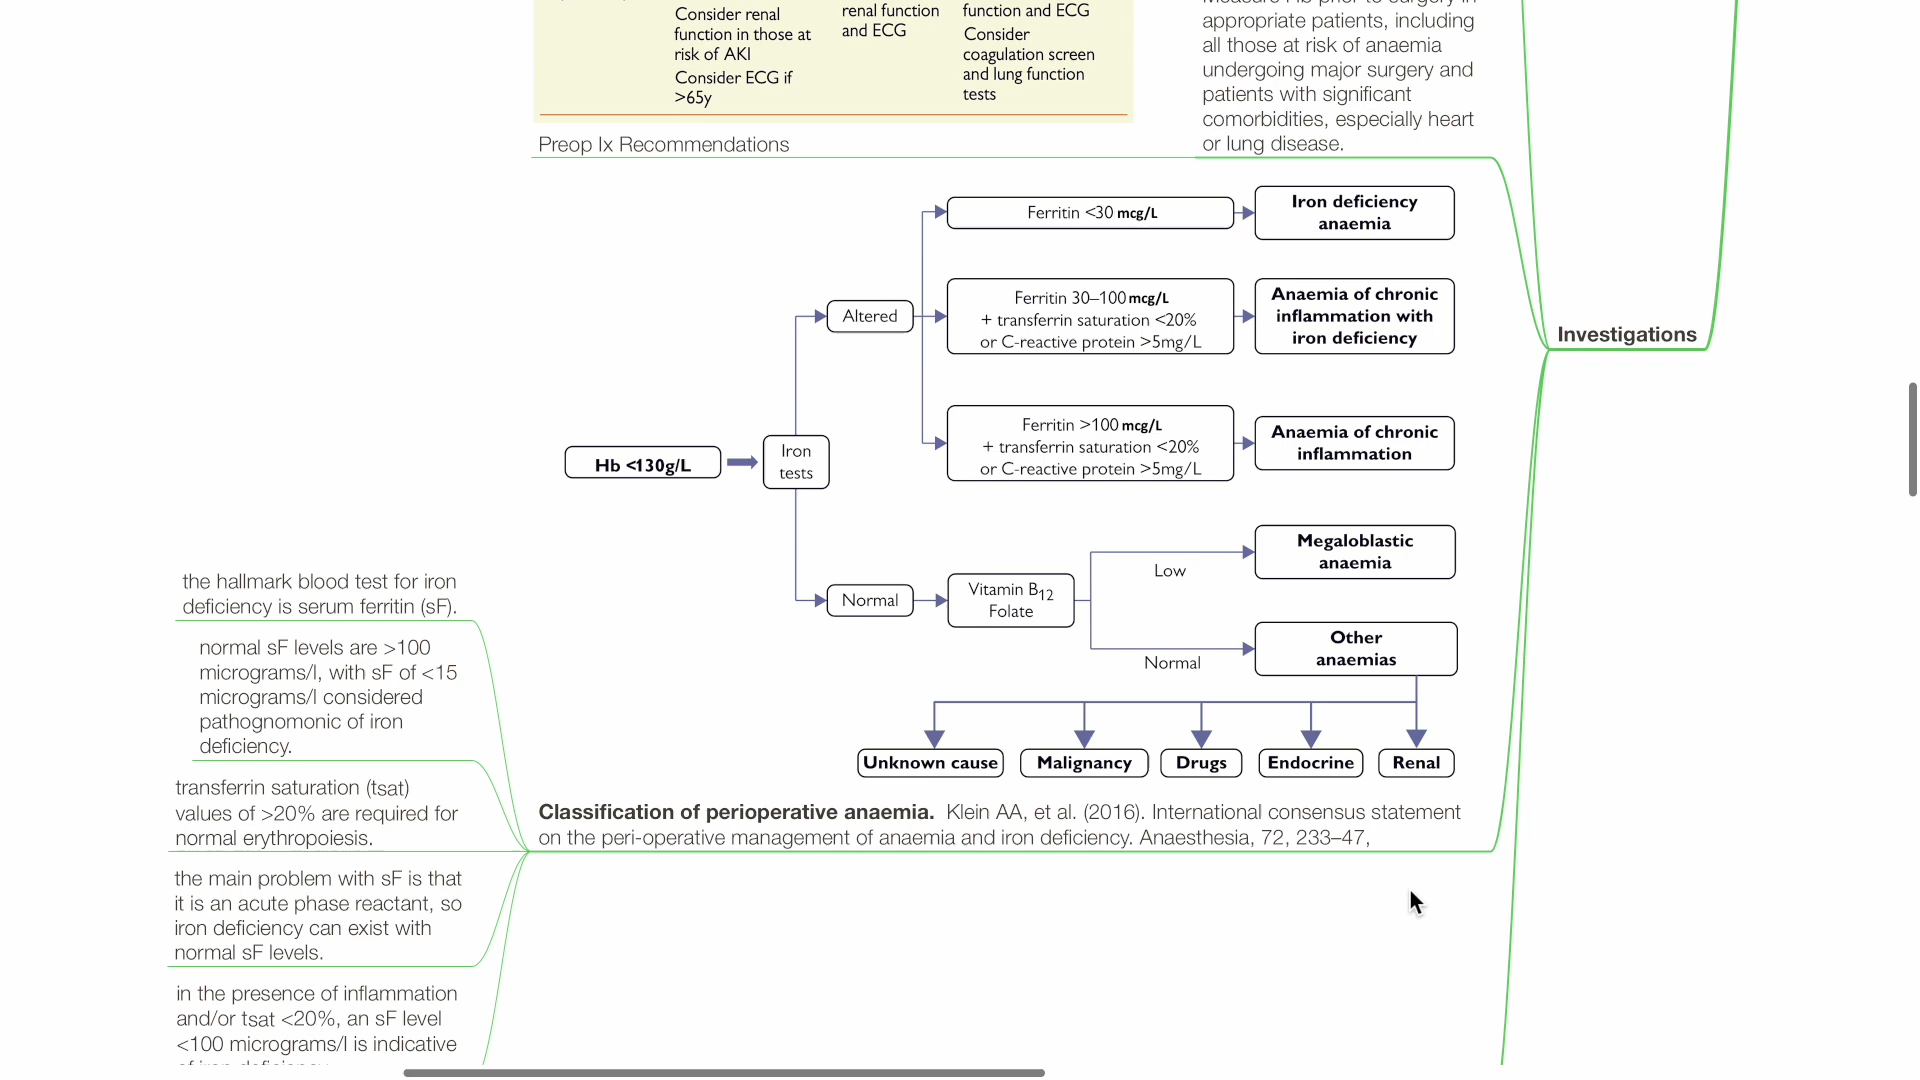 Consider renal
function in those at
risk of AKI
Consider ECG if
>65y
renal function
and ECG
function and ECG
Consider
coagulation screen
and lung function
tests
Preop Ix Recommendations
Measure Hb prior to surgery in
appropriate patients, including
all those at risk of anaemia
undergoing major surgery and
patients with significant
comorbidities, especially heart
or lung disease.
Investigations
Hb <130g/L
Iron
tests
Altered
Ferritin <30 mcg/L
Iron deficiency
anaemia
Ferritin 30–100 mcg/L
+ transferrin saturation <20%
or C-reactive protein >5mg/L
Anaemia of chronic
inflammation with
iron deficiency
Ferritin >100 mcg/L
+ transferrin saturation <20%
or C-reactive protein >5mg/L
Anaemia of chronic
inflammation
Normal
Vitamin B12
Folate
Low
Megaloblastic
anaemia
Normal
Other
anaemias
Unknown cause
Malignancy
Drugs
Endocrine
Renal
Classification of perioperative anaemia. Klein AA, et al. (2016). International consensus statement
on the peri-operative management of anaemia and iron deficiency. Anaesthesia, 72, 233–47,
the hallmark blood test for iron
deficiency is serum ferritin (sF).
normal sF levels are >100
micrograms/l, with sF of <15
micrograms/l considered
pathognomonic of iron
deficiency.
transferrin saturation (tsat)
values of >20% are required for
normal erythropoiesis.
the main problem with sF is that
it is an acute phase reactant, so
iron deficiency can exist with
normal sF levels.
in the presence of inflammation
and/or tsat <20%, an sF level
<100 micrograms/l is indicative
of iron deficiency